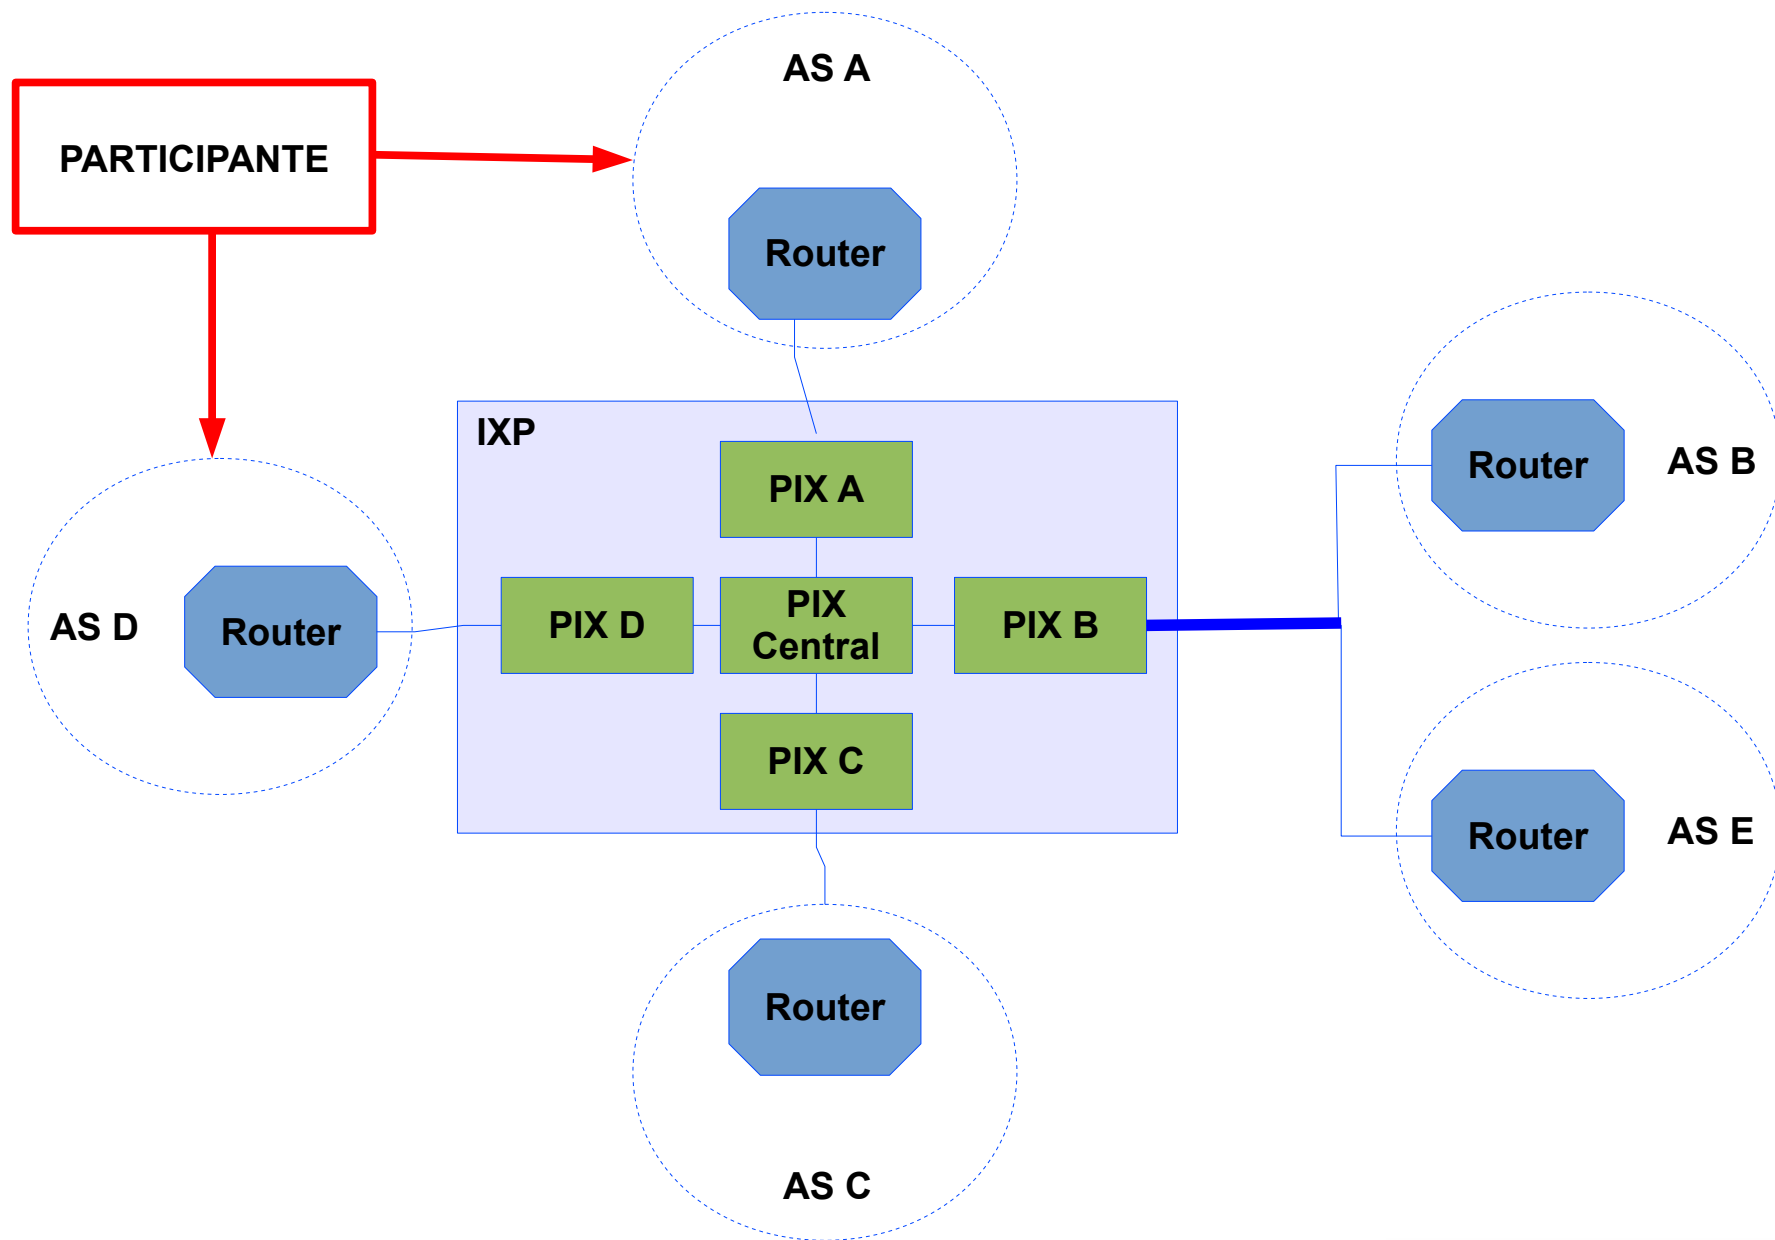 AS A
PARTICIPANTE
Router
IXP
PIX A
Router
AS B
AS D
Router
PIX D
PIX
Central
PIX B
PIX C
Router
AS E
Router
AS C